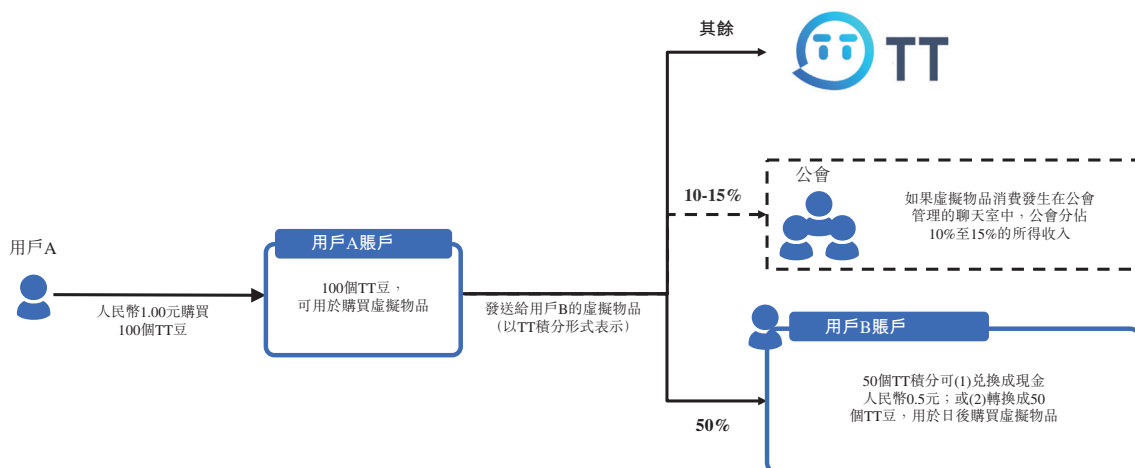 其餘
TT
公會
10-15%
如果虛擬物品消費發生在公會
管理的聊天室中，公會分佔
10%至15%的所得收入
用戶A
用戶A賬戶
人民幣1.00元購買
100個TT豆
100個TT豆，
可用於購買虛擬物品
發送給用戶B的虛擬物品
（以TT積分形式表示）
用戶B賬戶
50%
50個TT積分可(1)兌換成現金
人民幣0.5元；或(2)轉換成50
個TT豆，用於日後購買虛擬物品